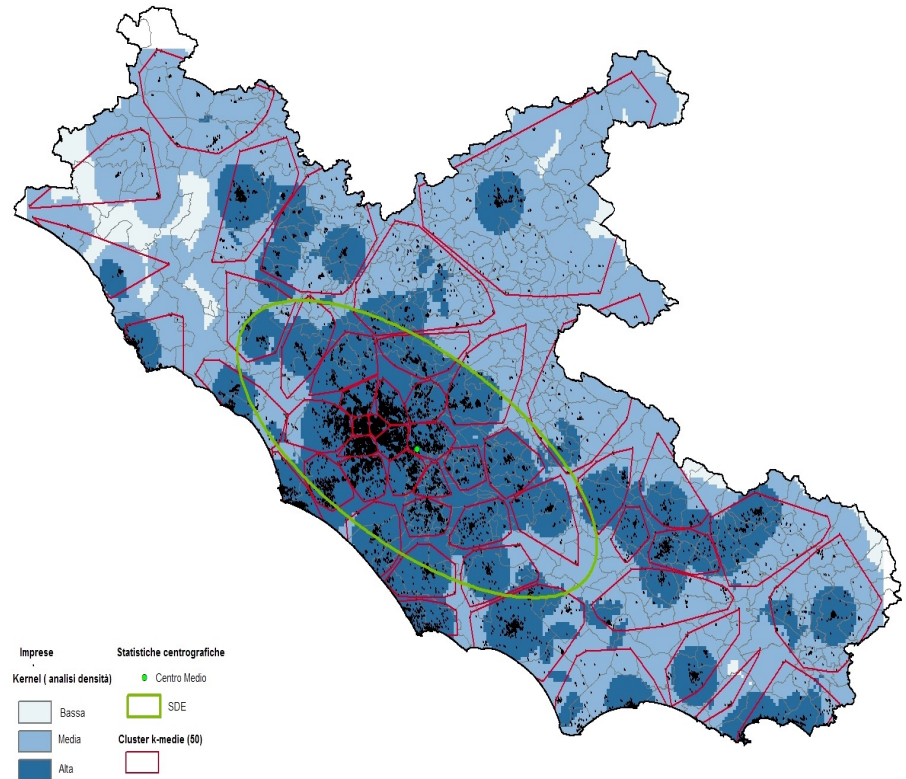 Imprese
Kernel ( analisi densità)
Bassa
Media
Alta
Statistiche centrografiche
Centro Medio
SDE
Cluster k-medie (50)